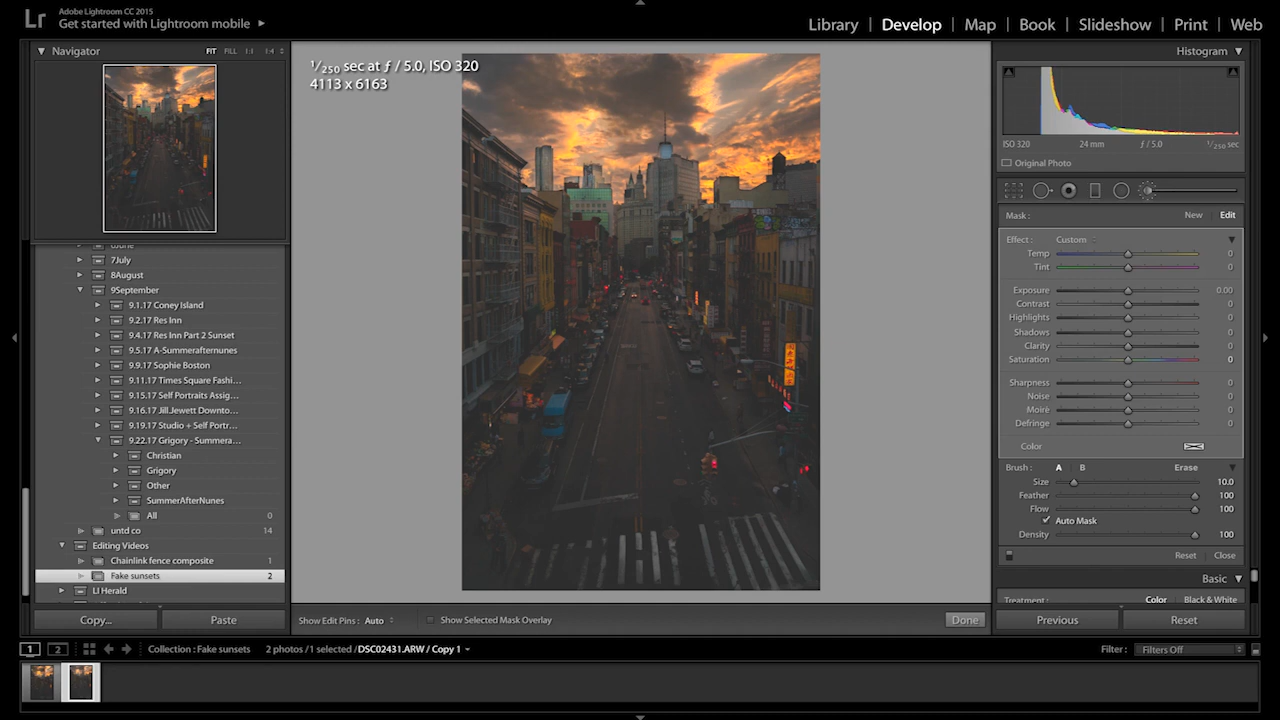 Lr
Adobe Lightroom CC 2015
Get started with Lightroom mobile
Library | Develop | Map | Book | Slideshow | Print | Web
Navigator FIT FILL 1:1 1:4
7July
8August
9September
9.1.17 Coney Island
9.2.17 Res Inn
9.4.17 Res Inn Part 2 Sunset
9.5.17 A-Summerafternunes
9.9.17 Sophie Boston
9.11.17 Times Square Fashi...
9.15.17 Self Portraits Assig...
9.16.17 Jill.Jewett Downto...
9.19.17 Studio + Self Portr...
9.22.17 Grigory - Summera...
Christian
Grigory
Other
SummerAfterNunes
All 0
untd co 14
Editing Videos
Chainlink fence composite 1
Fake sunsets 2
LI Herald
Copy... Paste
1/250 sec at ƒ / 5.0, ISO 320
4113 x 6163
Show Edit Pins : Auto Show Selected Mask Overlay Done
Histogram
ISO 320 24 mm ƒ / 5.0 1/250 sec
Original Photo
Mask : New Edit
Effect : Custom
Temp 0
Tint 0
Exposure 0.00
Contrast 0
Highlights 0
Shadows 0
Clarity 0
Saturation 0
Sharpness 0
Noise 0
Moiré 0
Defringe 0
Color
Brush : A B Erase
Size 10.0
Feather 100
Flow 100
Auto Mask
Density 100
Reset Close
Basic
Treatment : Color Black & White
Previous Reset
1 2 Collection : Fake sunsets 2 photos / 1 selected / DSC02431.ARW / Copy 1 Filter : Filters Off